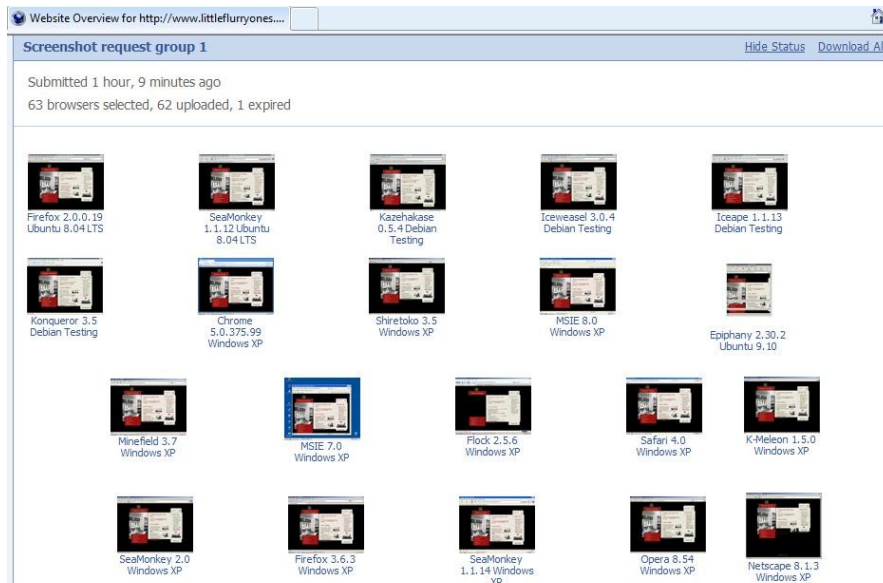 Website Overview for http://www.littleflurryones....
Screenshot request group 1
Hide Status Download Al
Submitted 1 hour, 9 minutes ago
63 browsers selected, 62 uploaded, 1 expired
Firefox 2.0.0.19
Ubuntu 8.04 LTS
SeaMonkey
1.1.12 Ubuntu
8.04 LTS
Kazehakase
0.5.4 Debian
Testing
Iceweasel 3.0.4
Debian Testing
Iceape 1.1.13
Debian Testing
Konqueror 3.5
Debian Testing
Chrome
5.0.375.99
Windows XP
Shiretoko 3.5
Windows XP
MSIE 8.0
Windows XP
Epiphany 2.30.2
Ubuntu 9.10
Minefield 3.7
Windows XP
MSIE 7.0
Windows XP
Flock 2.5.6
Windows XP
Safari 4.0
Windows XP
K-Meleon 1.5.0
Windows XP
SeaMonkey 2.0
Windows XP
Firefox 3.6.3
Windows XP
SeaMonkey
1.1.14 Windows
XP
Opera 8.54
Windows XP
Netscape 8.1.3
Windows XP